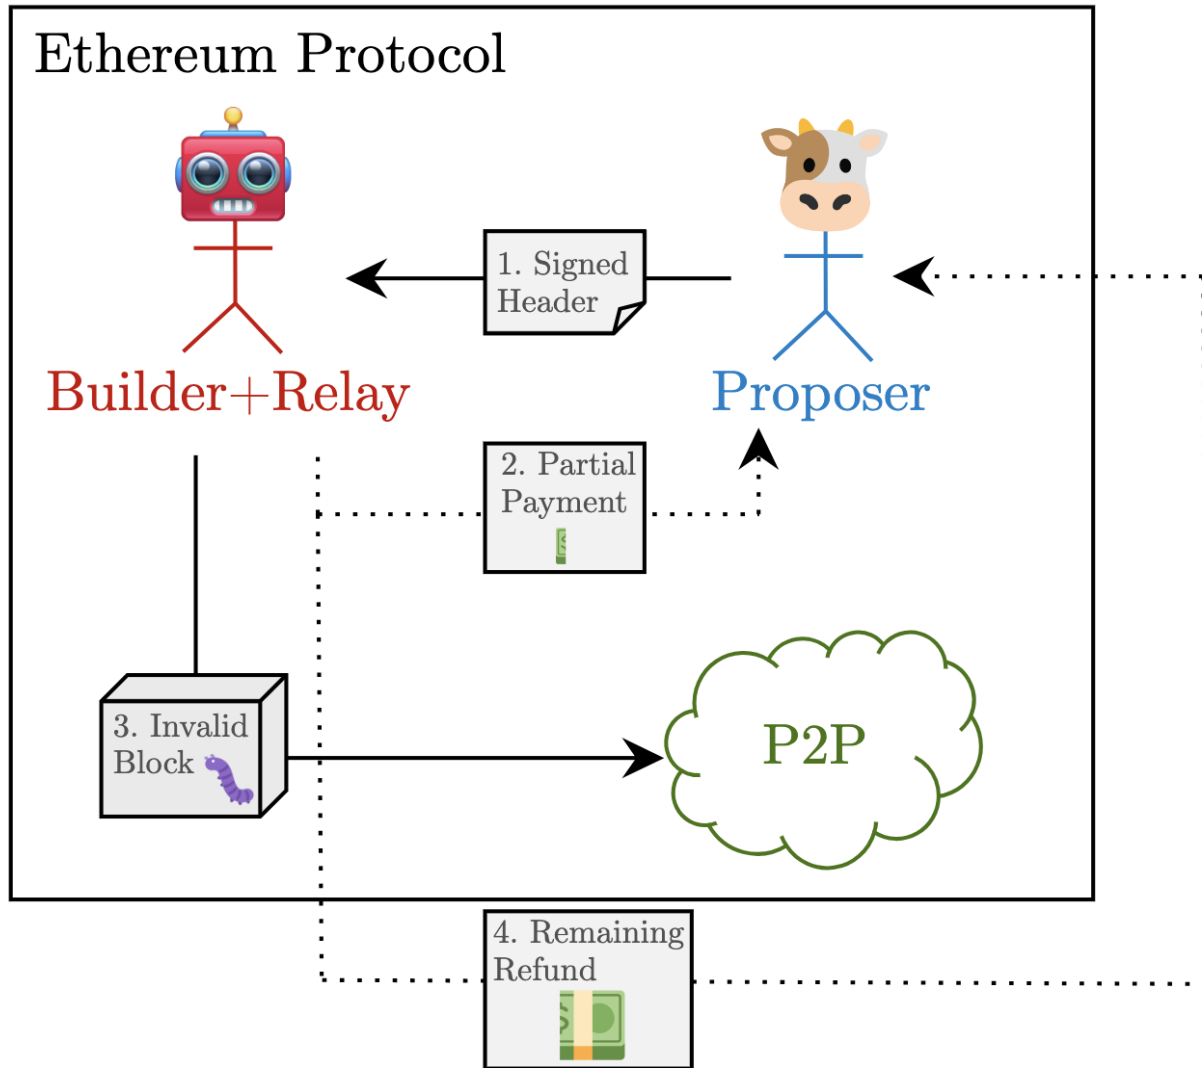 Ethereum Protocol
1. Signed
Header
Builder+Relay
Proposer
2. Partial
Payment
3. Invalid
Block
P2P
4. Remaining
Refund